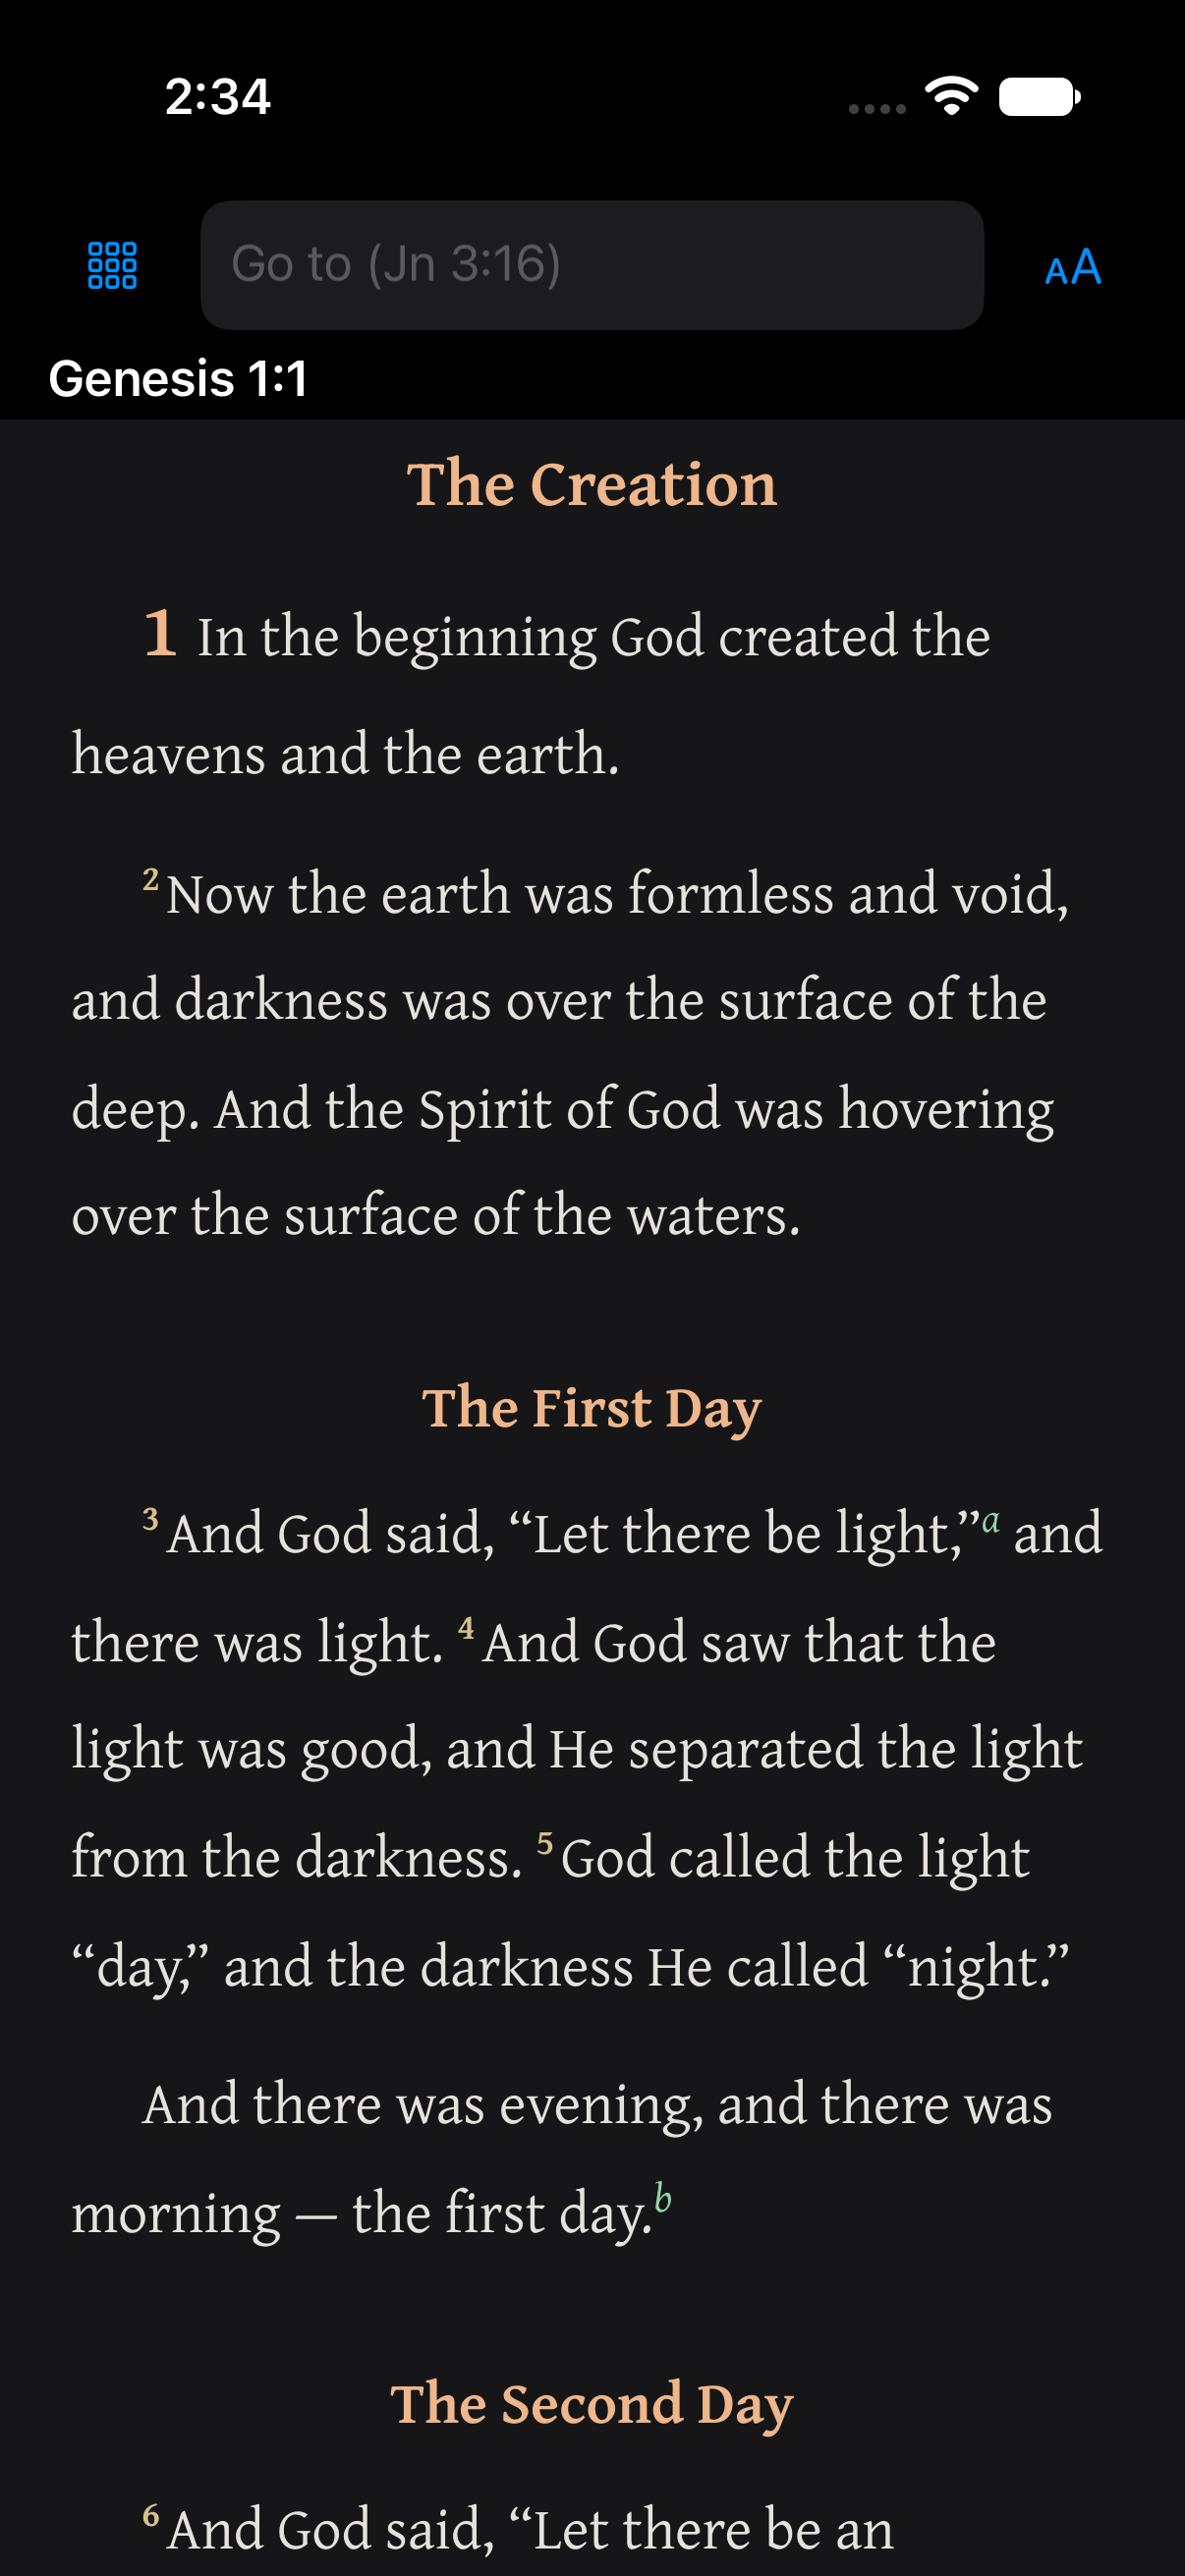 2:34
Go to (Jn 3:16)
AA
Genesis 1:1
The Creation
1 In the beginning God created the
heavens and the earth.
2 Now the earth was formless and void,
and darkness was over the surface of the
deep. And the Spirit of God was hovering
over the surface of the waters.
The First Day
3 And God said, “Let there be light,”a and
there was light. 4 And God saw that the
light was good, and He separated the light
from the darkness. 5 God called the light
“day,” and the darkness He called “night.”
And there was evening, and there was
morning — the first day.b
The Second Day
6 And God said, “Let there be an